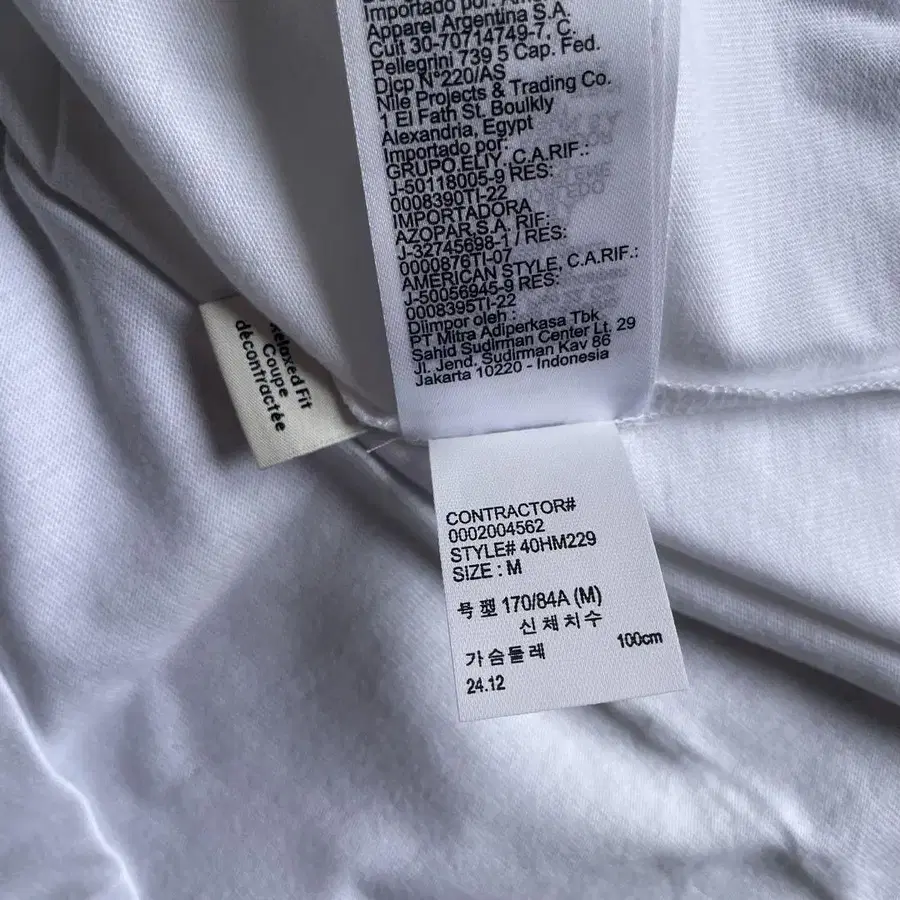 Importado por:
Apparel Argentina S.A.
Cuit 30-70714749-7, C.
Pellegrini 739 5 Cap. Fed.
Djcp N°220/AS
Nile Projects & Trading Co.
1 El Fath St, Boulkly
Alexandria, Egypt
Importado por:
GRUPO ELIY, C.A.RIF.:
J-50118005-9 RES:
0008390TI-22
IMPORTADORA
AZOPAR S.A, RIF:
J-32745698-1 / RES:
0000876TI-07
AMERICAN STYLE, C.A.RIF.:
J-50056945-9 RES:
0008395TI-22
Diimpor oleh :
PT Mitra Adiperkasa Tbk
Sahid Sudirman Center Lt. 29
Jl. Jend. Sudirman Kav 86
Jakarta 10220 - Indonesia
Relaxed Fit
Coupe
décontractée
CONTRACTOR#
0002004562
STYLE# 40HM229
SIZE : M
号型 170/84A (M)
신체치수
가슴둘레 100cm
24.12